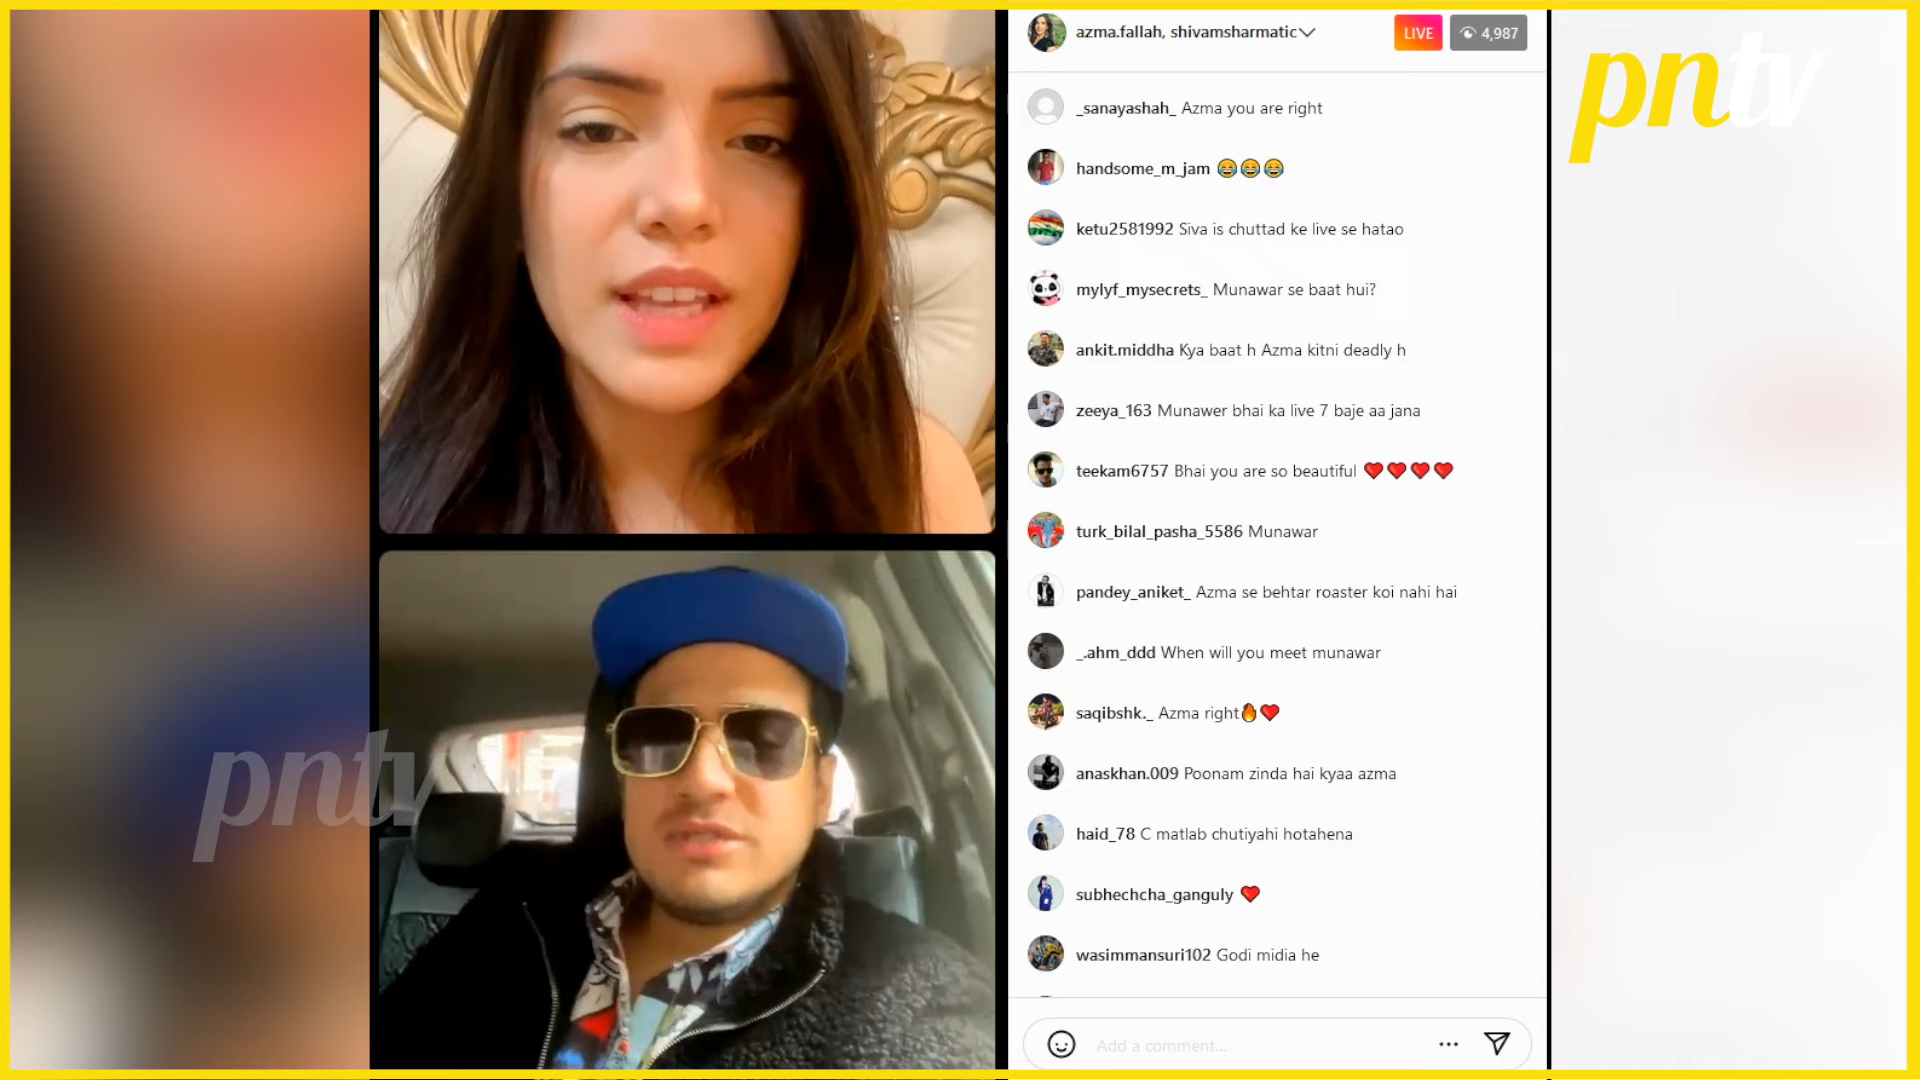 azma.fallah, shivamsharmatic
LIVE
4,987
pntv
_sanayashah_ Azma you are right
handsome_m_jam 😂😂😂
ketu2581992 Siva is chuttad ke live se hatao
mylyf_mysecrets_ Munawar se baat hui?
ankit.middha Kya baat h Azma kitni deadly h
zeeya_163 Munawer bhai ka live 7 baje aa jana
teekam6757 Bhai you are so beautiful ❤️❤️❤️❤️
turk_bilal_pasha_5586 Munawar
pandey_aniket_ Azma se behtar roaster koi nahi hai
_.ahm_ddd When will you meet munawar
saqibshk._ Azma right🔥❤️
anaskhan.009 Poonam zinda hai kyaa azma
pntv
haid_78 C matlab chutiyahi hotahena
subhechcha_ganguly ❤️
wasimmansuri102 Godi midia he
Add a comment...